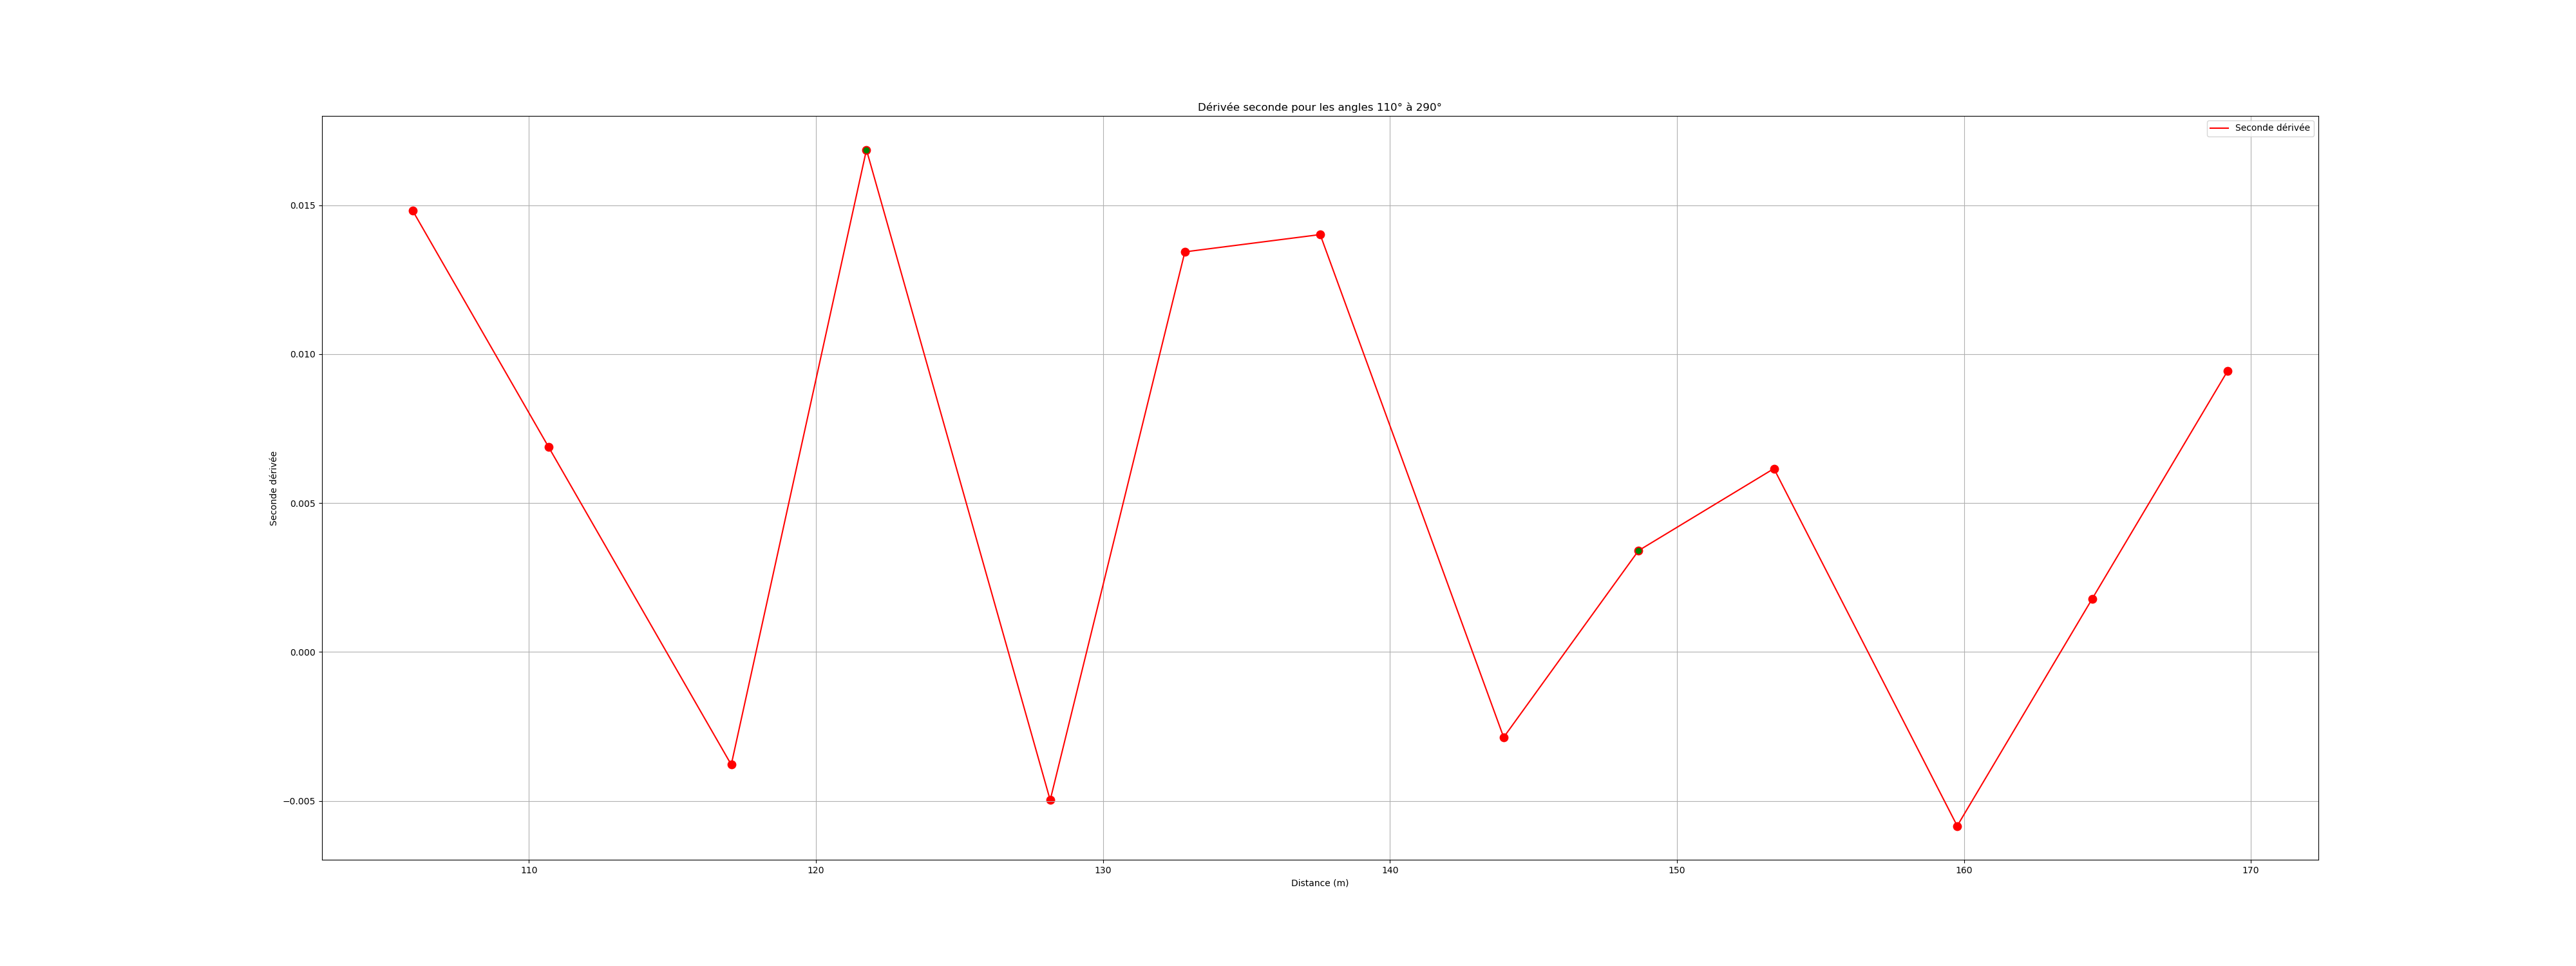 Dérivée seconde pour les angles 110° à 290°
Seconde dérivée
0.015
0.010
0.005
0.000
−0.005
Seconde dérivée
110 120 130 140 150 160 170
Distance (m)